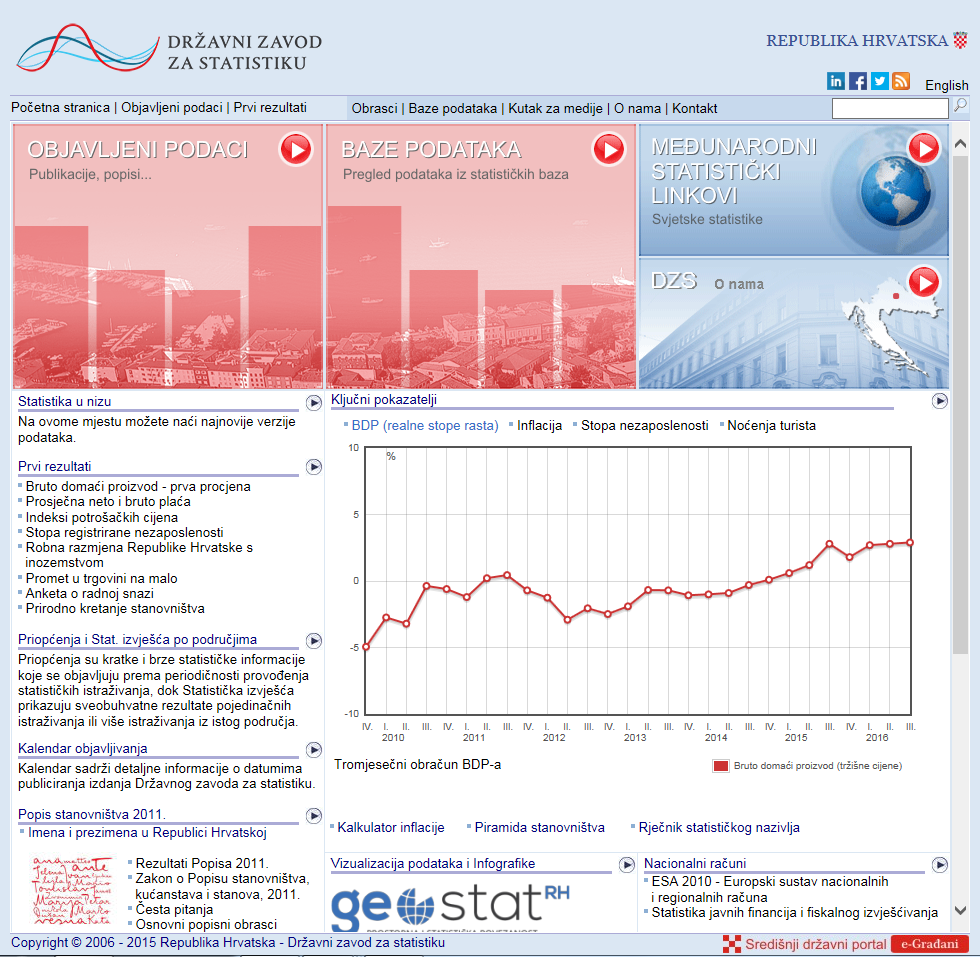 DRŽAVNI ZAVOD
ZA STATISTIKU
REPUBLIKA HRVATSKA
English
Početna stranica | Objavljeni podaci | Prvi rezultati
Obrasci | Baze podataka | Kutak za medije | O nama | Kontakt
OBJAVLJENI PODACI
Publikacije, popisi...
BAZE PODATAKA
Pregled podataka iz statističkih baza
MEĐUNARODNI
STATISTIČKI
LINKOVI
Svjetske statistike
DZS O nama
Statistika u nizu
Na ovome mjestu možete naći najnovije verzije
podataka.
Prvi rezultati
Bruto domaći proizvod - prva procjena
Prosječna neto i bruto plaća
Indeksi potrošačkih cijena
Stopa registrirane nezaposlenosti
Robna razmjena Republike Hrvatske s
inozemstvom
Promet u trgovini na malo
Anketa o radnoj snazi
Prirodno kretanje stanovništva
Priopćenja i Stat. izvješća po područjima
Priopćenja su kratke i brze statističke informacije
koje se objavljuju prema periodičnosti provođenja
statističkih istraživanja, dok Statistička izvješća
prikazuju sveobuhvatne rezultate pojedinačnih
istraživanja ili više istraživanja iz istog područja.
Kalendar objavljivanja
Kalendar sadrži detaljne informacije o datumima
publiciranja izdanja Državnog zavoda za statistiku.
Popis stanovništva 2011.
Imena i prezimena u Republici Hrvatskoj
Rezultati Popisa 2011.
Zakon o Popisu stanovništva,
kućanstava i stanova, 2011.
Česta pitanja
Osnovni popisni obrasci
Ključni pokazatelji
BDP (realne stope rasta) Inflacija Stopa nezaposlenosti Noćenja turista
10
%
5
0
-5
-10
IV. I. II. III. IV. I. II. III. IV. I. II. III. IV. I. II. III. IV. I. II. III. IV. I. II. III. IV. I. II. III.
2010 2011 2012 2013 2014 2015 2016
Tromjesečni obračun BDP-a
Bruto domaći proizvod (tržišne cijene)
Kalkulator inflacije Piramida stanovništva Rječnik statističkog nazivlja
Vizualizacija podataka i Infografike
geostat RH
PROSTORNA I STATISTIČKA POVEZANOST
Nacionalni računi
ESA 2010 - Europski sustav nacionalnih
i regionalnih računa
Statistika javnih financija i fiskalnog izvješćivanja
Copyright © 2006 - 2015 Republika Hrvatska - Državni zavod za statistiku
Središnji državni portal
e-Građani